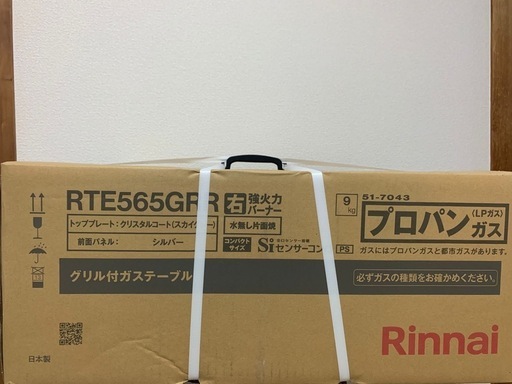 RTE565GRR 右 強火力バーナー
トッププレート:クリスタルコート(スカイ
前面パネル: シルバー
水無し片面焼
コンパクトサイズ
Si センサーコン
グリル付ガステーブル
日本製
9 kg
51-7043
プロパンガス
(LPガス)
PS
ガスにはプロパンガスと都市ガスがあります。
必ずガスの種類をお確かめください。
Rinnai